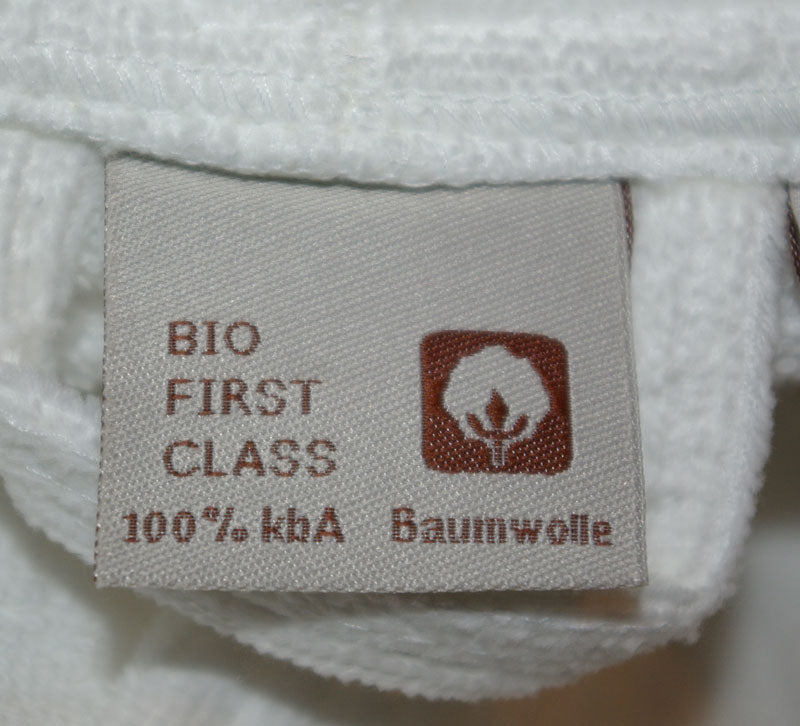 BIO
FIRST
CLASS
100% kbA Baumwolle